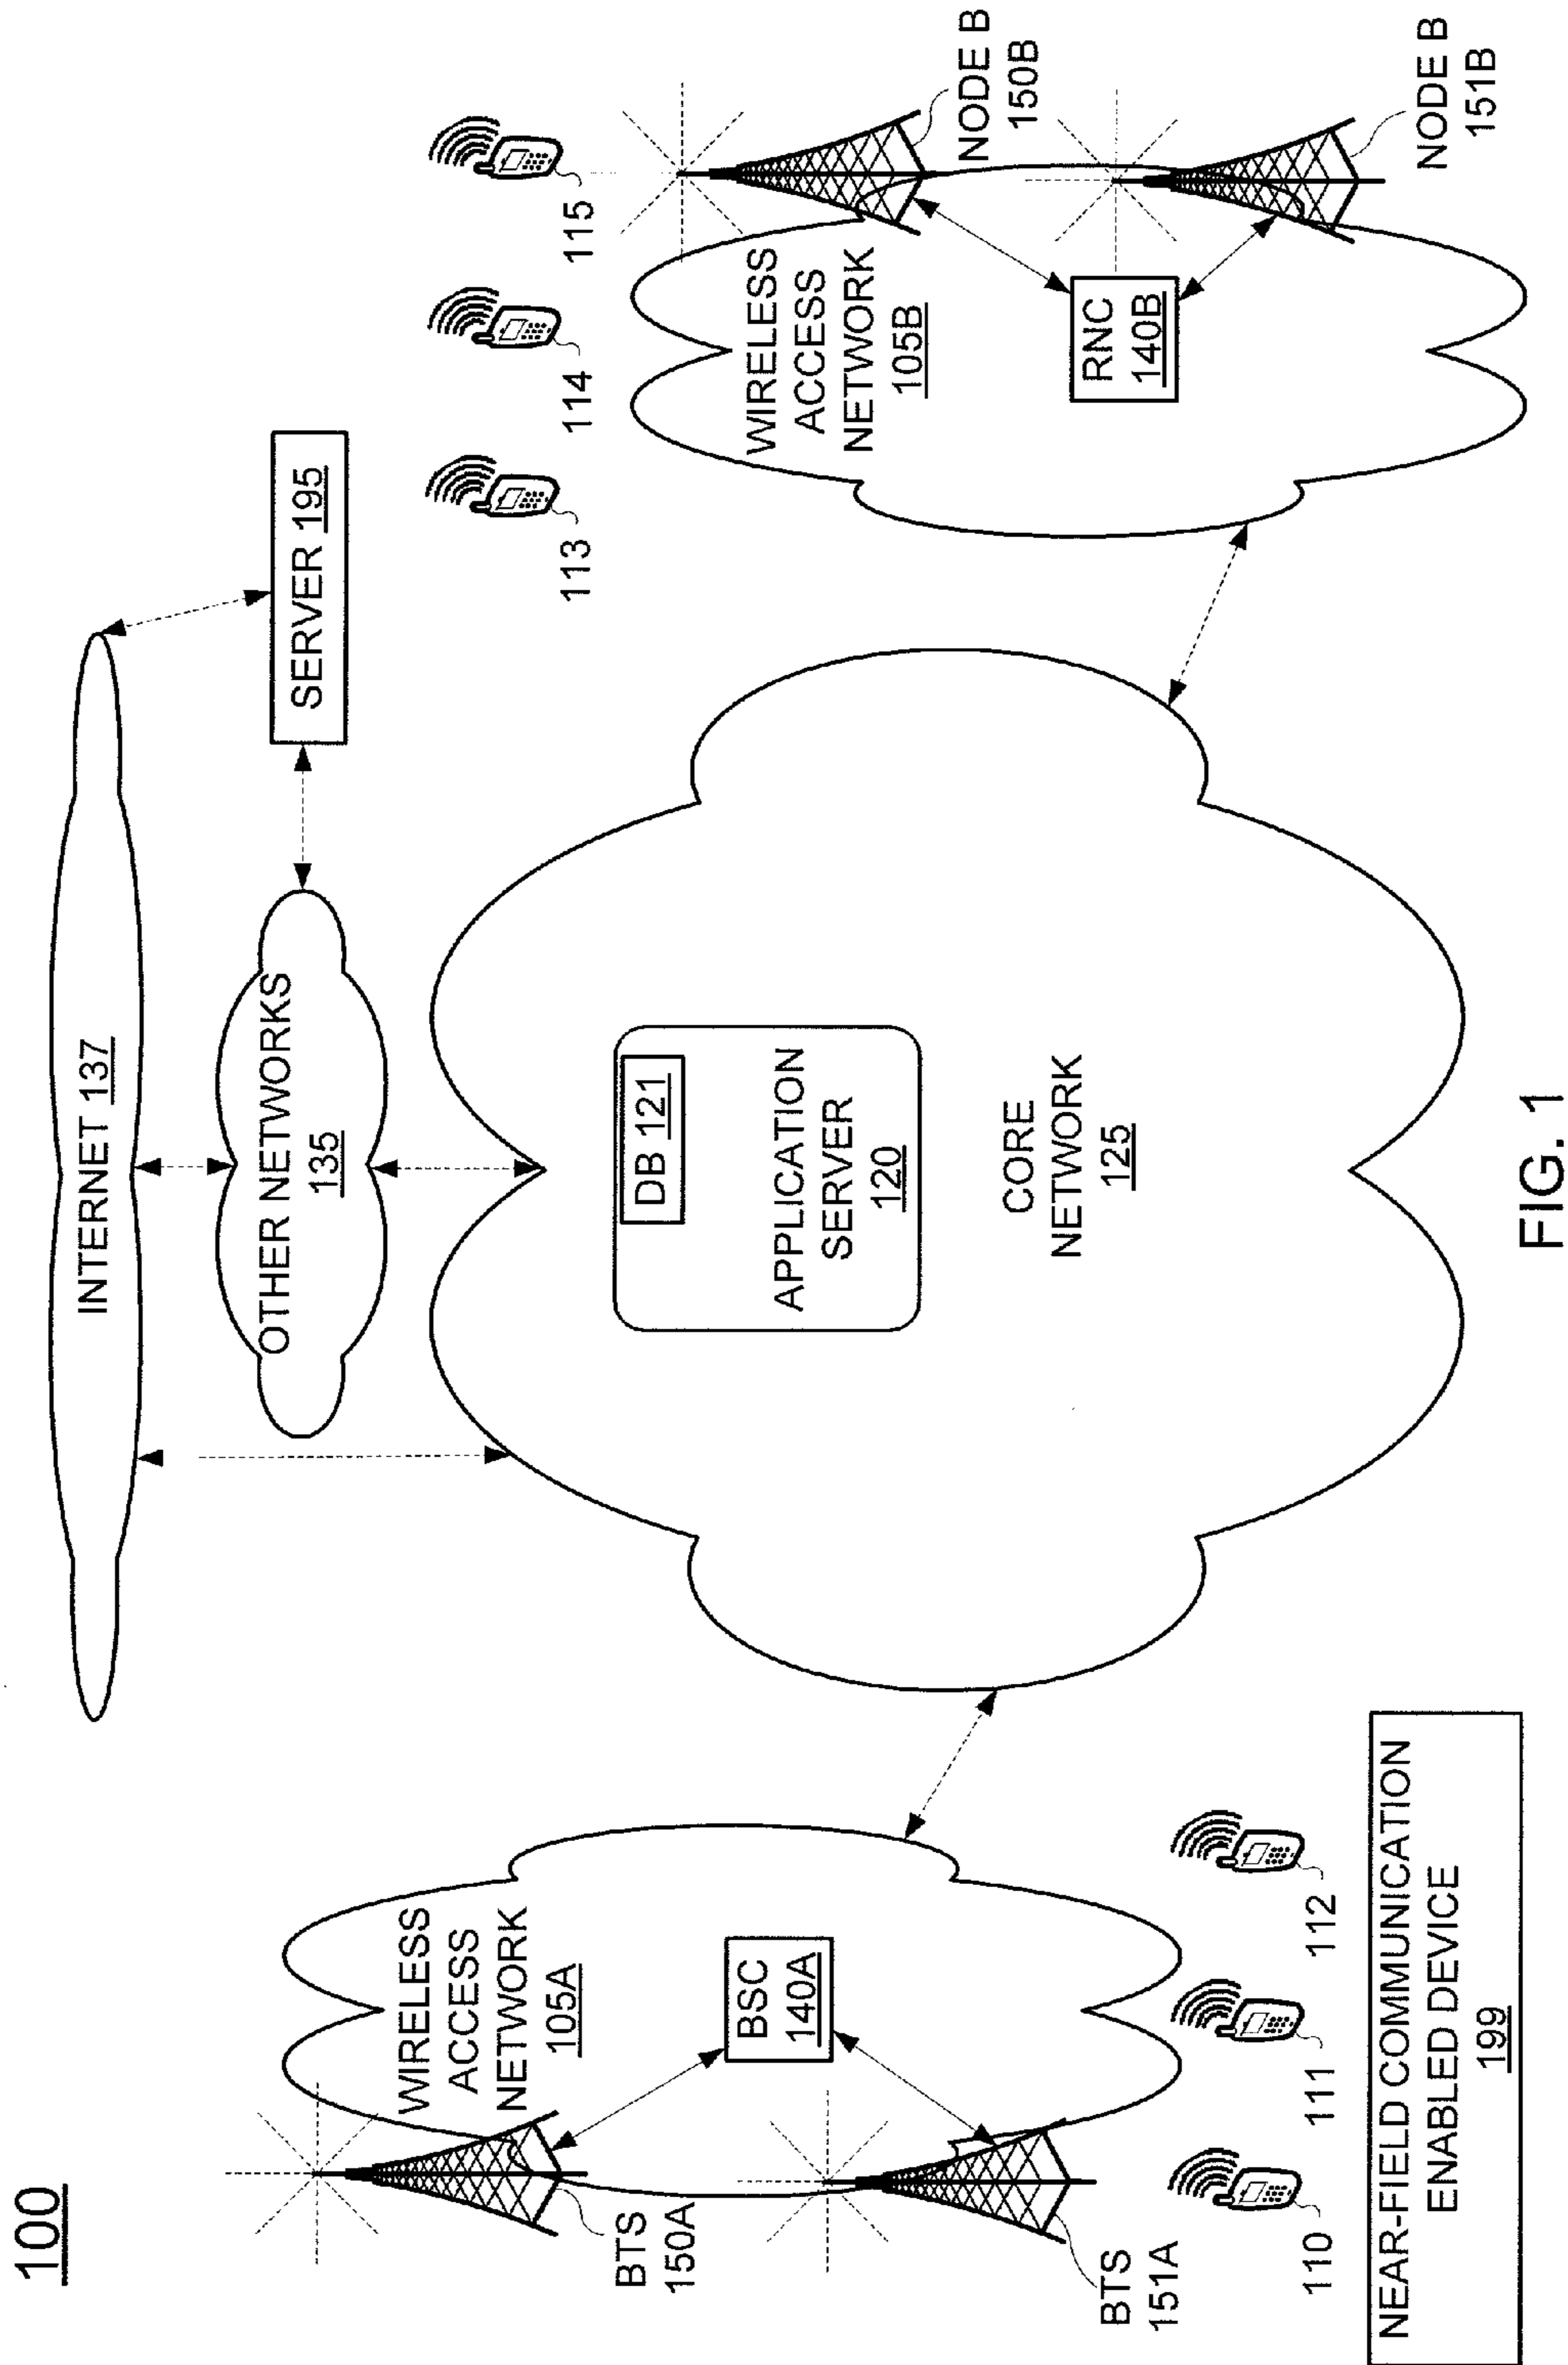 100
INTERNET 137
OTHER NETWORKS
135
SERVER 195
BTS
150A
BTS
151A
WIRELESS
ACCESS
NETWORK
105A
BSC
140A
110
111
112
NEAR-FIELD COMMUNICATION
ENABLED DEVICE
199
DB 121
APPLICATION
SERVER
120
CORE
NETWORK
125
113
114
115
WIRELESS
ACCESS
NETWORK
105B
RNC
140B
NODE B
150B
NODE B
151B
FIG. 1